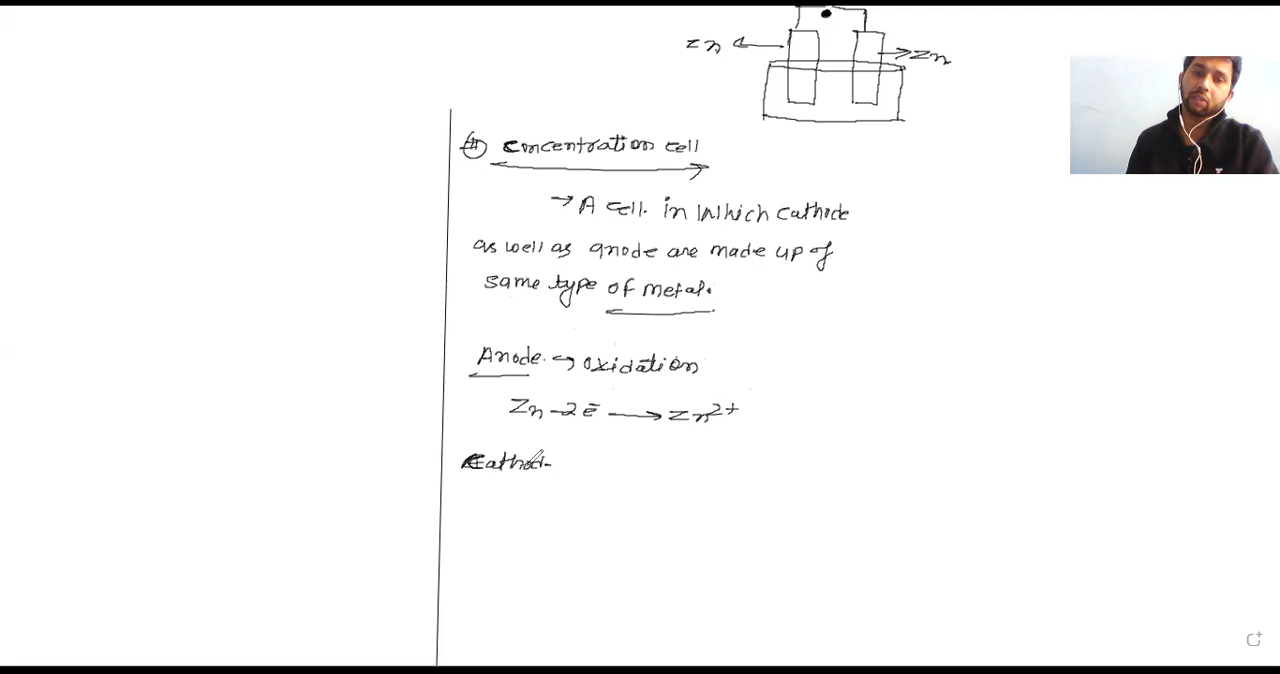 Zn Zn
# Concentration cell
→ A cell. in which cathode
as well as anode are made up of
same type of metal.
Anode. ↪ oxidation
Zn - 2e̅ ⟶ Zn²⁺
Cathod-